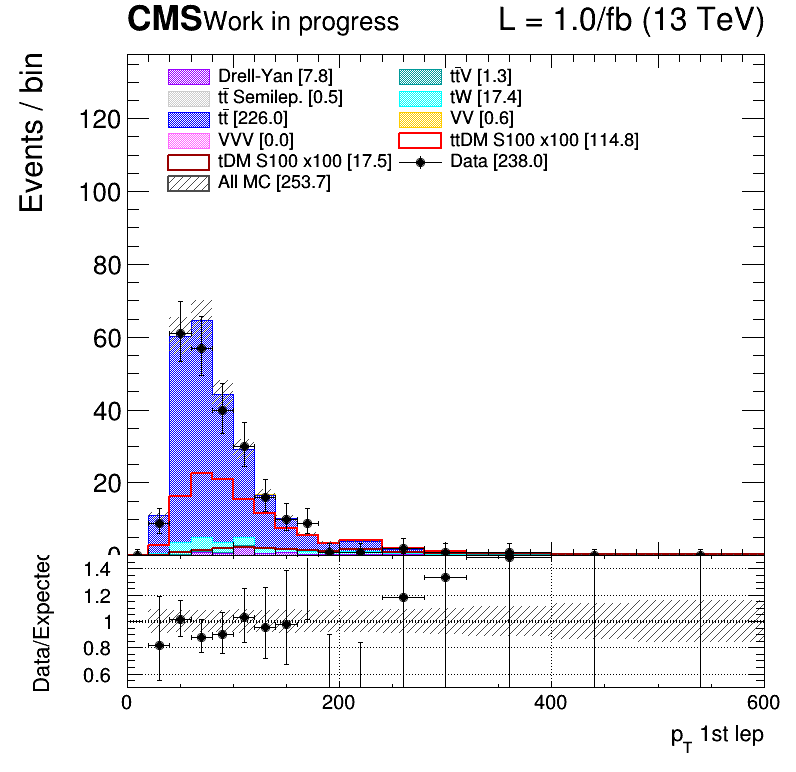 CMS Work in progress L = 1.0/fb (13 TeV)
Events / bin
Drell-Yan [7.8]
tt̄ Semilep. [0.5]
tt̄ [226.0]
VVV [0.0]
tDM S100 x100 [17.5]
All MC [253.7]
tt̄V [1.3]
tW [17.4]
VV [0.6]
ttDM S100 x100 [114.8]
Data [238.0]
120
100
80
60
40
20
0
Data/Expected
1.4
1.2
1
0.8
0.6
0 200 400 600
p_T 1st lep